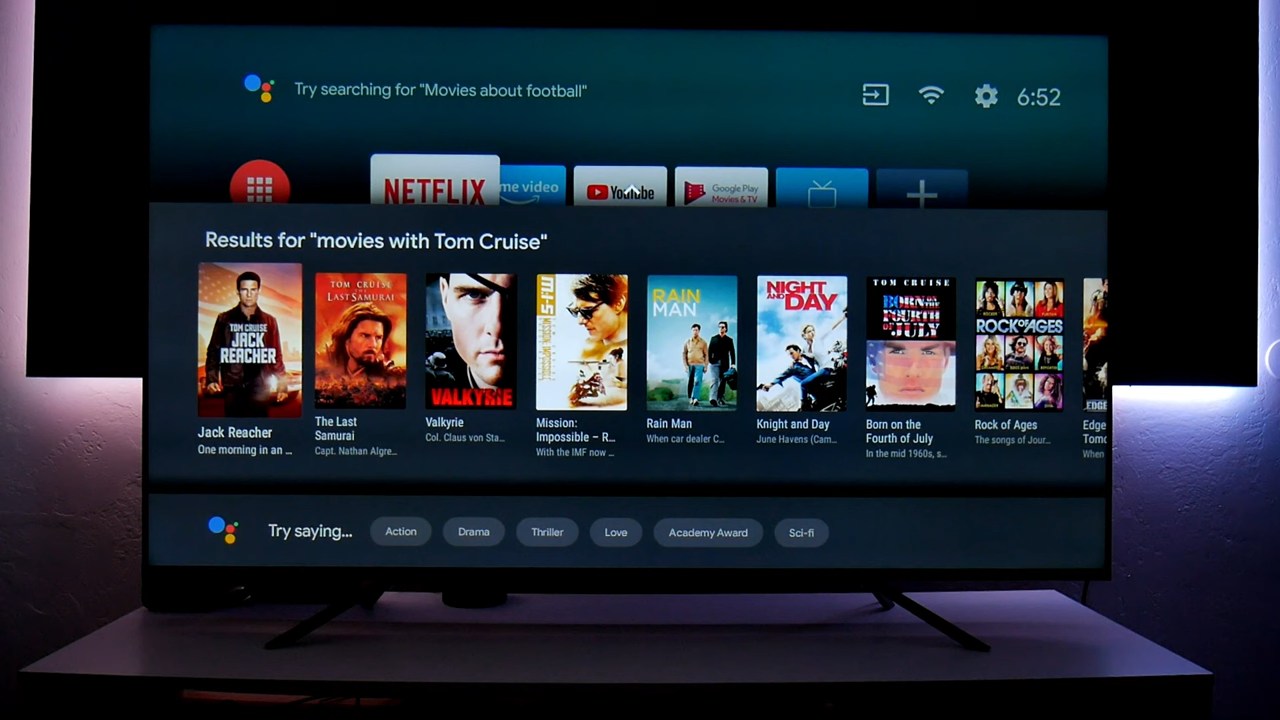 Try searching for "Movies about football"
6:52
NETFLIX
me video
YouTube
Google Play
Movies & TV
Results for "movies with Tom Cruise"
TOM CRUISE
JACK
REACHER
TOM CRUISE
THE
LAST SAMURAI
VALKYRIE
MISSION: IMPOSSIBLE
RAIN
MAN
NIGHT
AND DAY
TOM CRUISE
BORN ON THE
FOURTH
OF JULY
ROCK OF AGES
EDGE
Jack Reacher
One morning in an ...
The Last
Samurai
Capt. Nathan Algre...
Valkyrie
Col. Claus von Sta...
Mission:
Impossible – R...
With the IMF now ...
Rain Man
When car dealer C...
Knight and Day
June Havens (Cam...
Born on the
Fourth of July
In the mid 1960s, s...
Rock of Ages
The songs of Jour...
Edge
Tomo
When
Try saying...
Action
Drama
Thriller
Love
Academy Award
Sci-fi